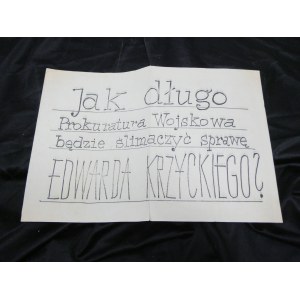 Jak długo
Prokuratura Wojskowa
będzie ślimaczyć sprawę
EDWARDA KRZYCKIEGO?